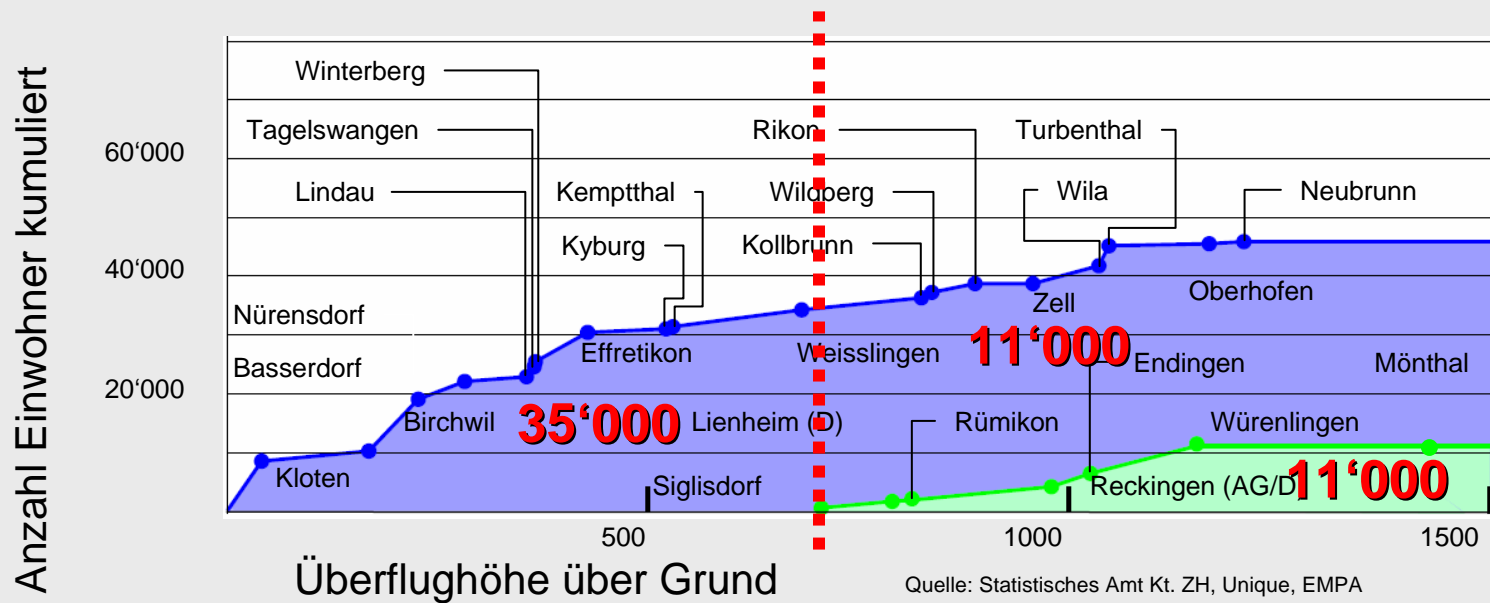 Anzahl Einwohner kumuliert
Winterberg
Tagelswangen
Rikon
Turbenthal
60‘000
Lindau
Kemptthal
Wildberg
Wila
Neubrunn
Kyburg
Kollbrunn
40‘000
Oberhofen
Zell
Nürensdorf
Effretikon
Weisslingen
11‘000
Endingen
Mönthal
Basserdorf
20‘000
Birchwil
35‘000
Lienheim (D)
Rümikon
Würenlingen
Kloten
Siglisdorf
Reckingen (AG/D
11‘000
500
1000
1500
Überflughöhe über Grund
Quelle: Statistisches Amt Kt. ZH, Unique, EMPA